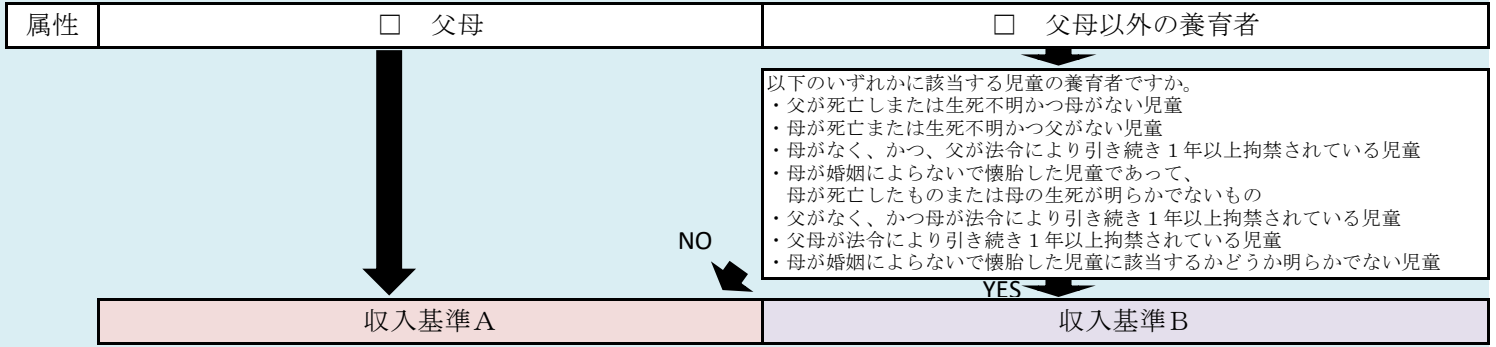 属性 □ 父母 □ 父母以外の養育者
以下のいずれかに該当する児童の養育者ですか。
・父が死亡しまたは生死不明かつ母がない児童
・母が死亡または生死不明かつ父がない児童
・母がなく、かつ、父が法令により引き続き１年以上拘禁されている児童
・母が婚姻によらないで懐胎した児童であって、
母が死亡したものまたは母の生死が明らかでないもの
・父がなく、かつ母が法令により引き続き１年以上拘禁されている児童
・父母が法令により引き続き１年以上拘禁されている児童
・母が婚姻によらないで懐胎した児童に該当するかどうか明らかでない児童
NO
YES
収入基準Ａ 収入基準Ｂ